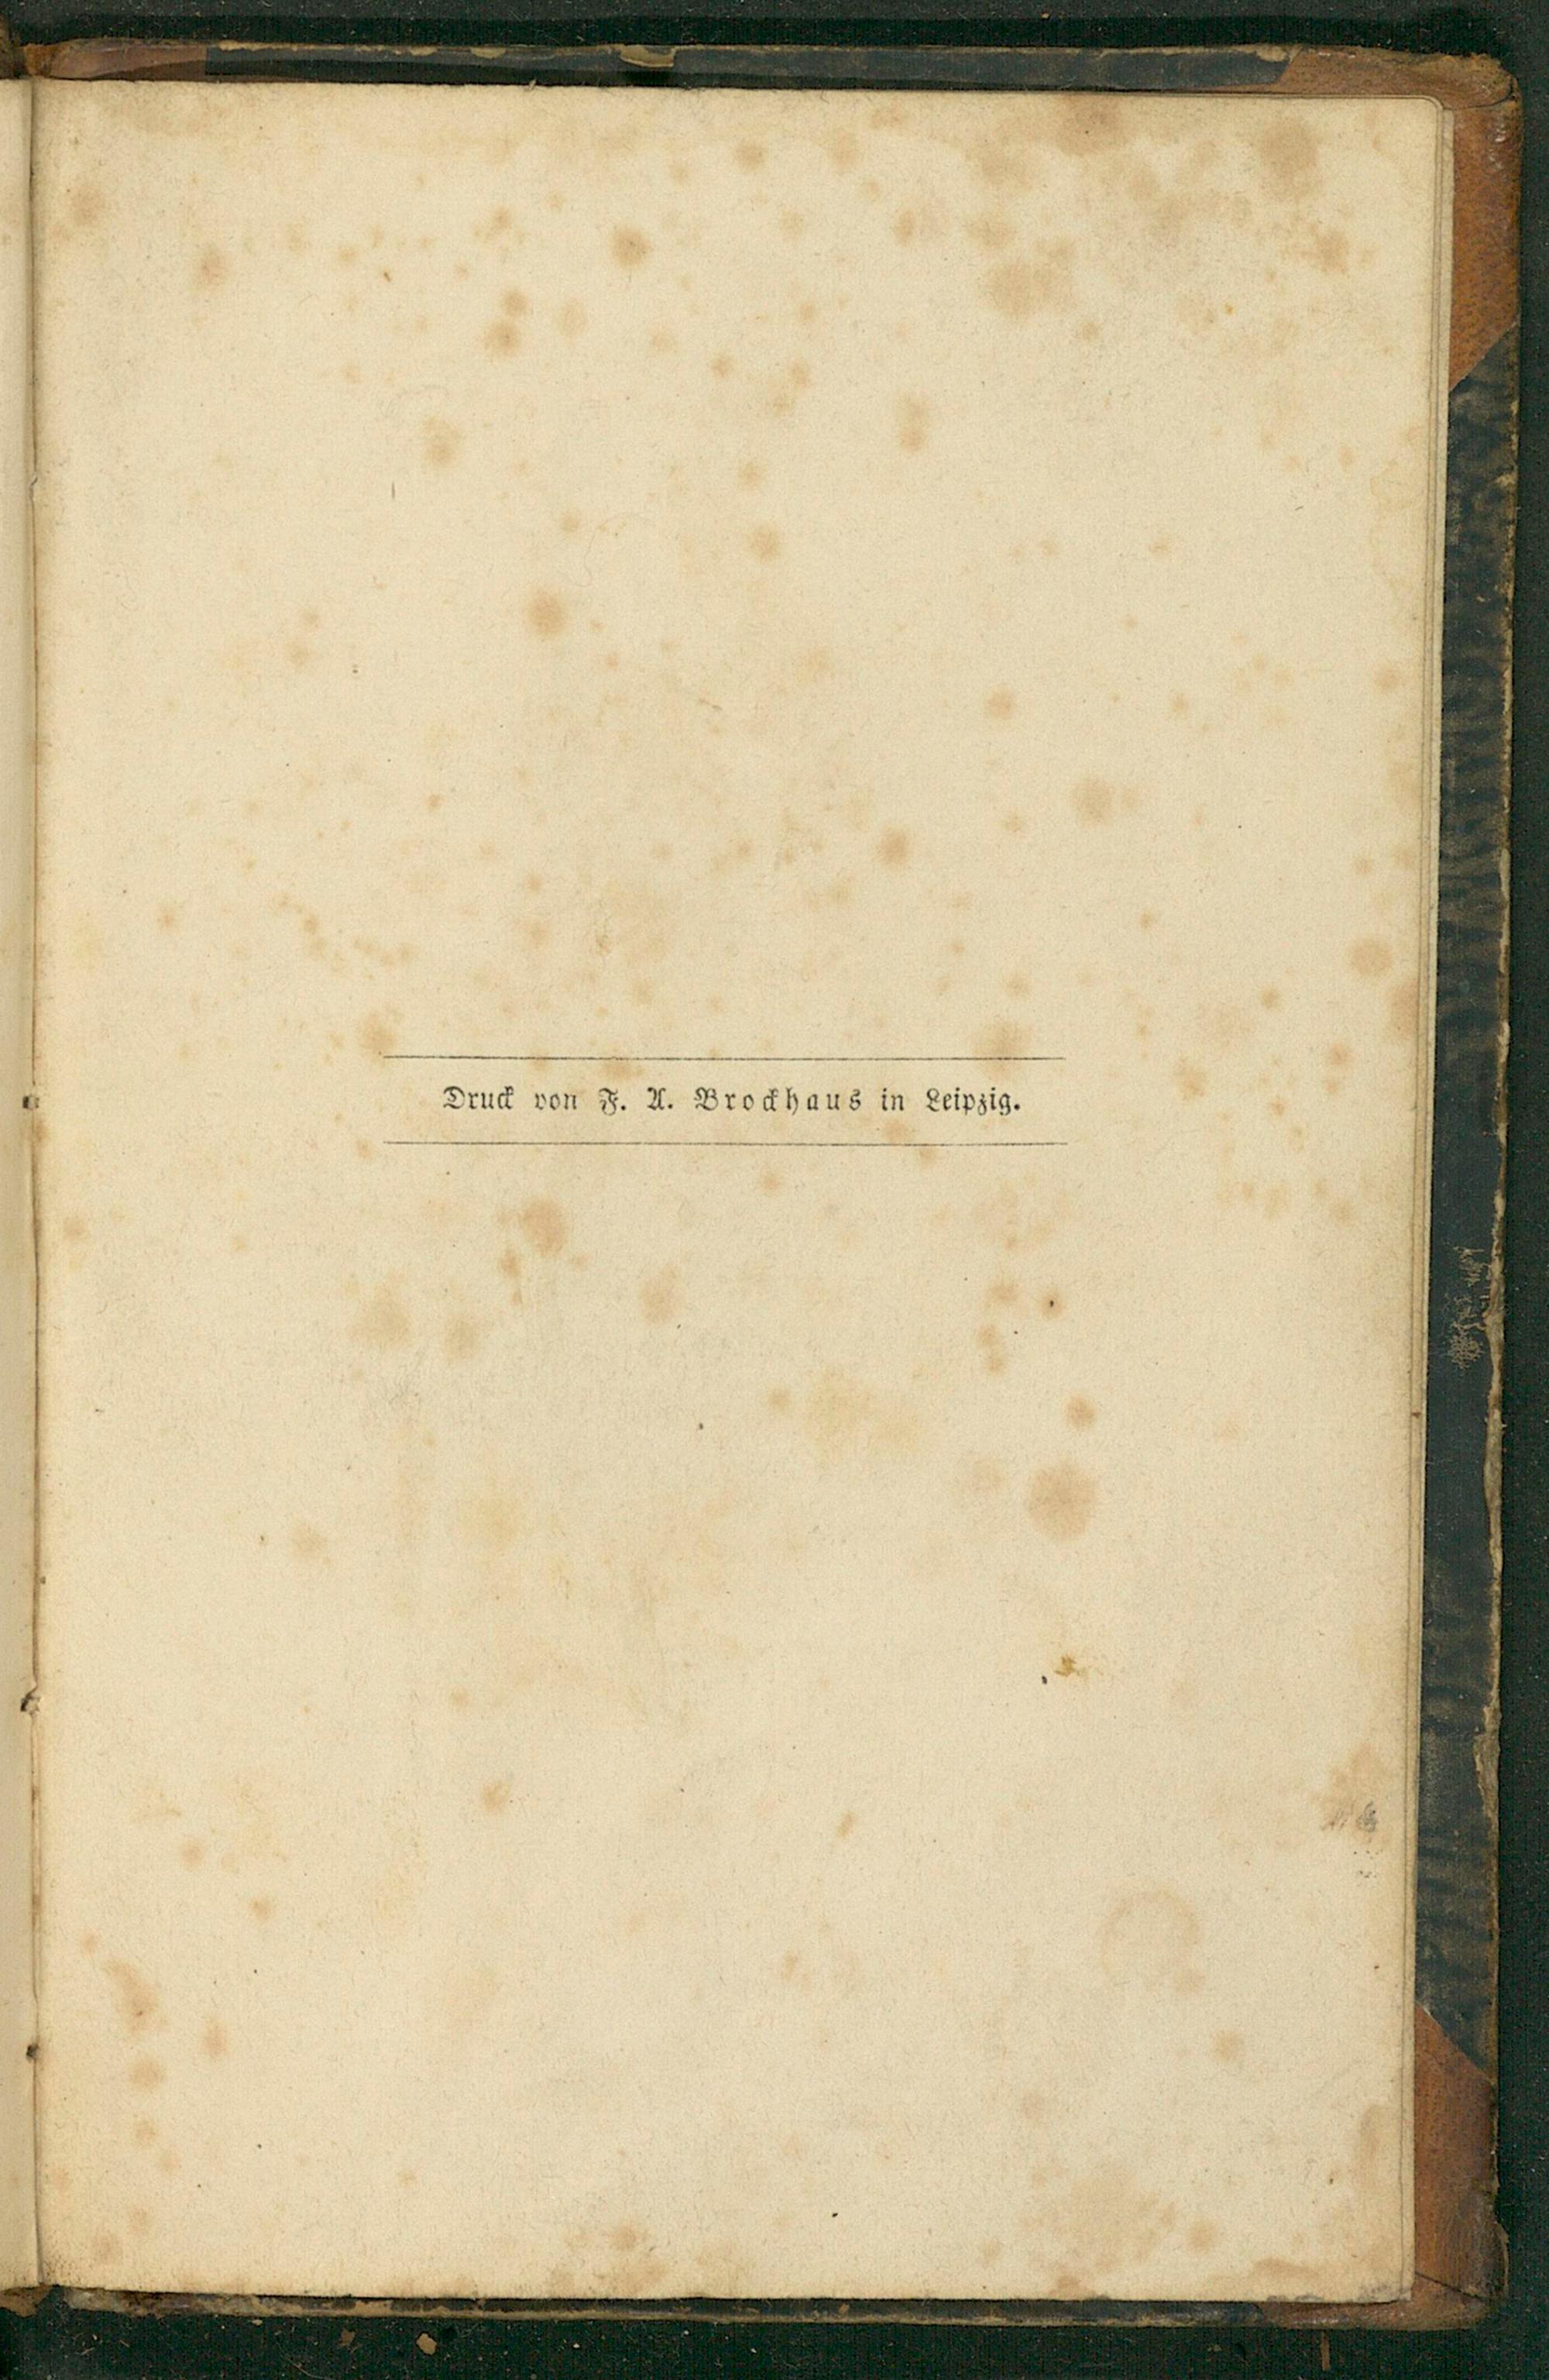 Druck von F. A. Brockhaus in Leipzig.